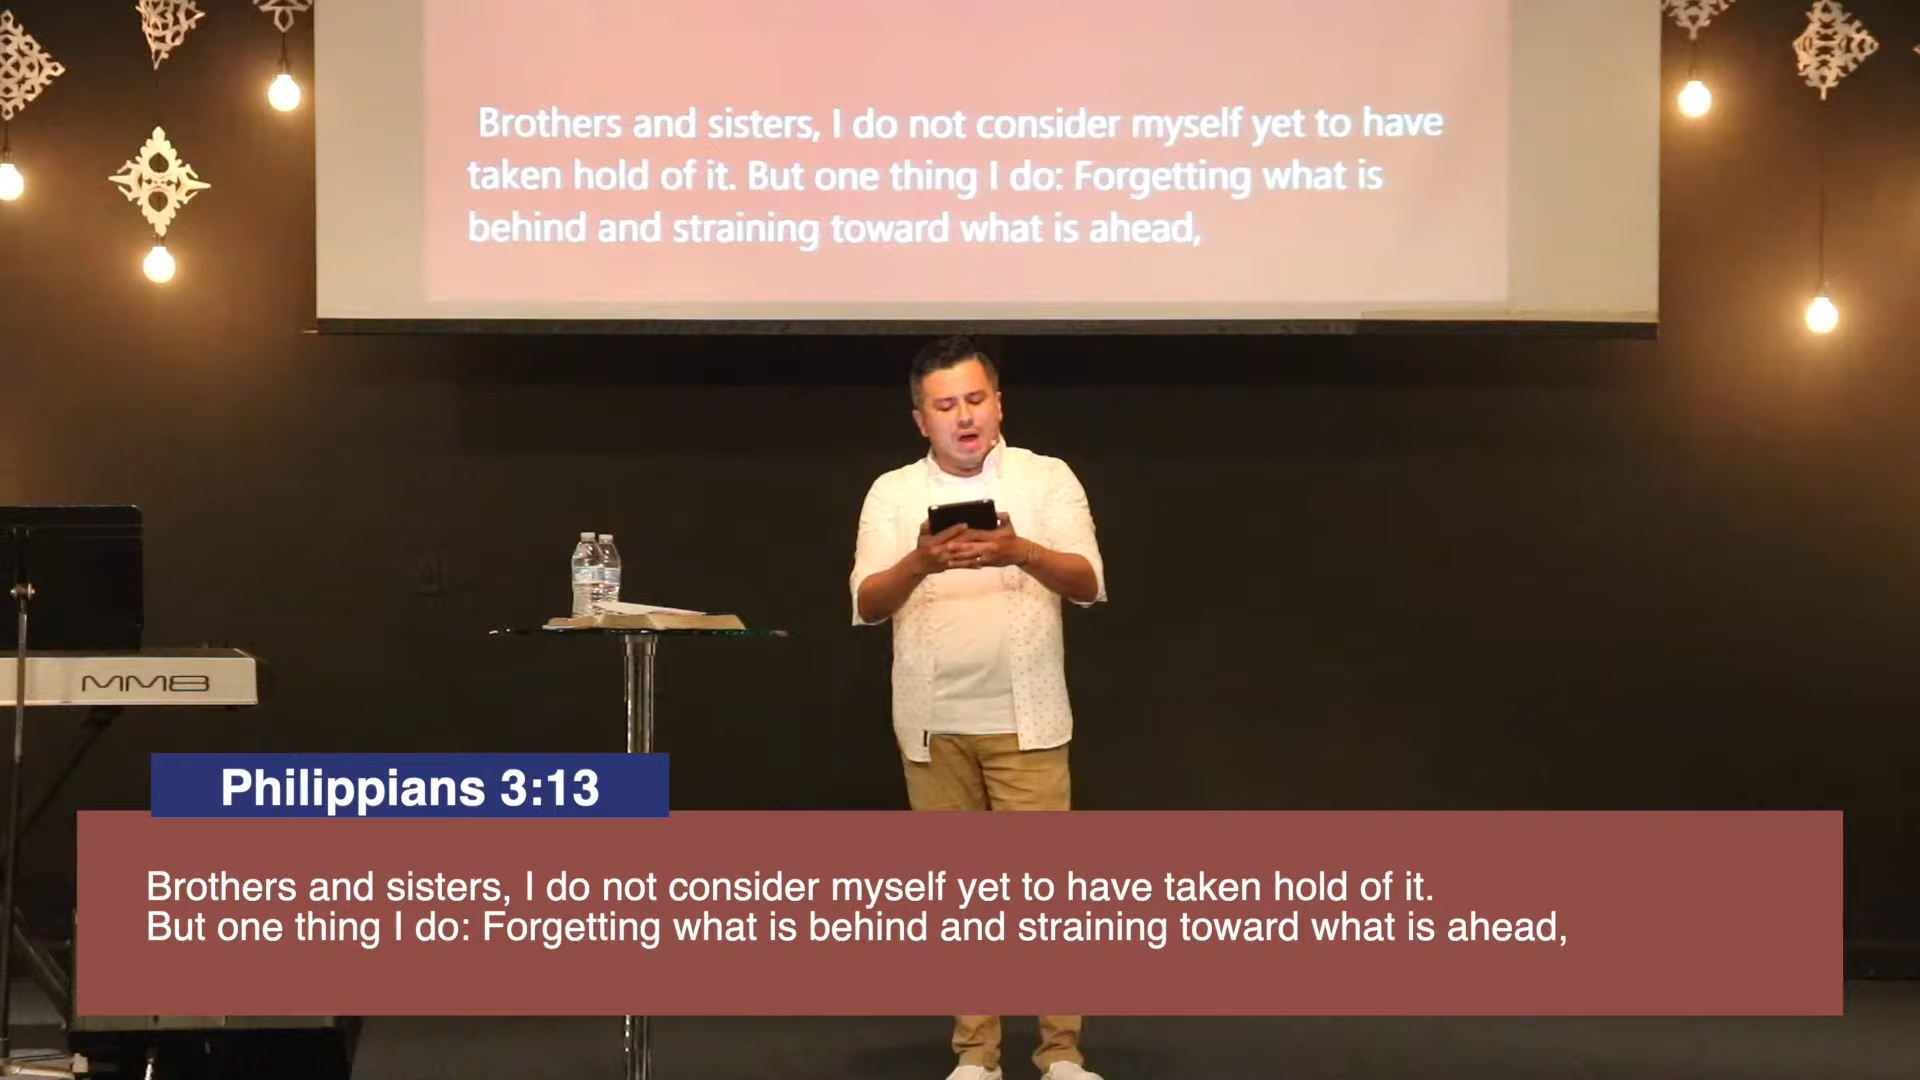 Brothers and sisters, I do not consider myself yet to have
taken hold of it. But one thing I do: Forgetting what is
behind and straining toward what is ahead,
MM8
Philippians 3:13
Brothers and sisters, I do not consider myself yet to have taken hold of it.
But one thing I do: Forgetting what is behind and straining toward what is ahead,